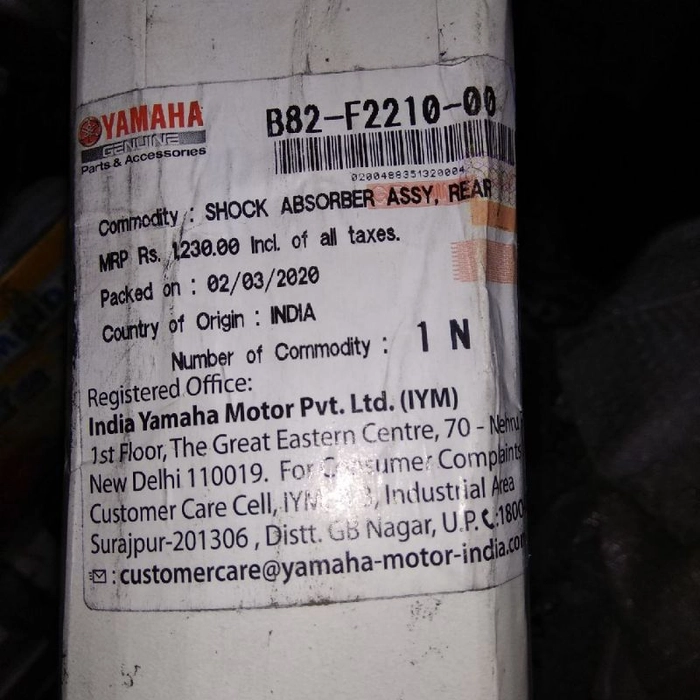 YAMAHA
GENUINE
Parts & Accessories
B82-F2210-00
0200488351320004
Commodity : SHOCK ABSORBER ASSY, REAR
MRP Rs. 1230.00 Incl. of all taxes.
Packed on : 02/03/2020
Country of Origin : INDIA
Number of Commodity : 1 N
Registered Office:
India Yamaha Motor Pvt. Ltd. (IYM)
1st Floor, The Great Eastern Centre, 70 - Nehru
New Delhi 110019. For Consumer Complaints
Customer Care Cell, Industrial Area
Surajpur-201306 , Distt. GB Nagar, U.P. :1800
: customercare@yamaha-motor-india.com